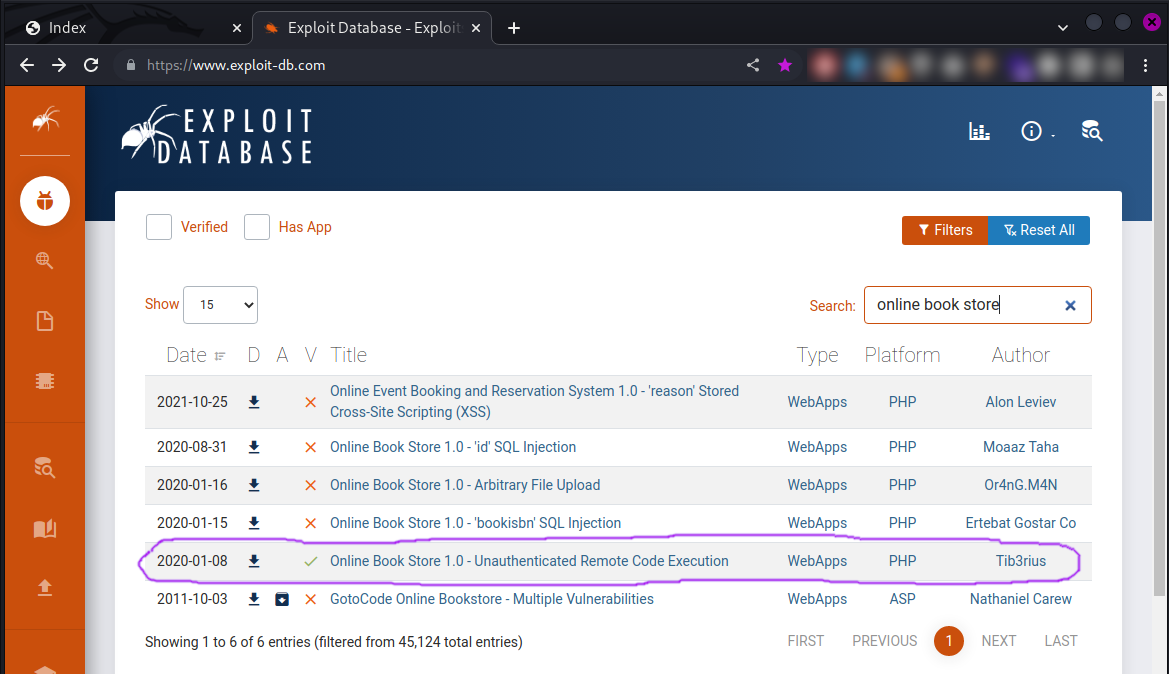 Index
Exploit Database - Exploit
https://www.exploit-db.com
EXPLOIT
DATABASE
Verified Has App
Filters Reset All
Show 15
Search: online book store
Date D A V Title Type Platform Author
2021-10-25 Online Event Booking and Reservation System 1.0 - 'reason' Stored
Cross-Site Scripting (XSS) WebApps PHP Alon Leviev
2020-08-31 Online Book Store 1.0 - 'id' SQL Injection WebApps PHP Moaaz Taha
2020-01-16 Online Book Store 1.0 - Arbitrary File Upload WebApps PHP Or4nG.M4N
2020-01-15 Online Book Store 1.0 - 'bookisbn' SQL Injection WebApps PHP Ertebat Gostar Co
2020-01-08 Online Book Store 1.0 - Unauthenticated Remote Code Execution WebApps PHP Tib3rius
2011-10-03 GotoCode Online Bookstore - Multiple Vulnerabilities WebApps ASP Nathaniel Carew
Showing 1 to 6 of 6 entries (filtered from 45,124 total entries)
FIRST PREVIOUS 1 NEXT LAST